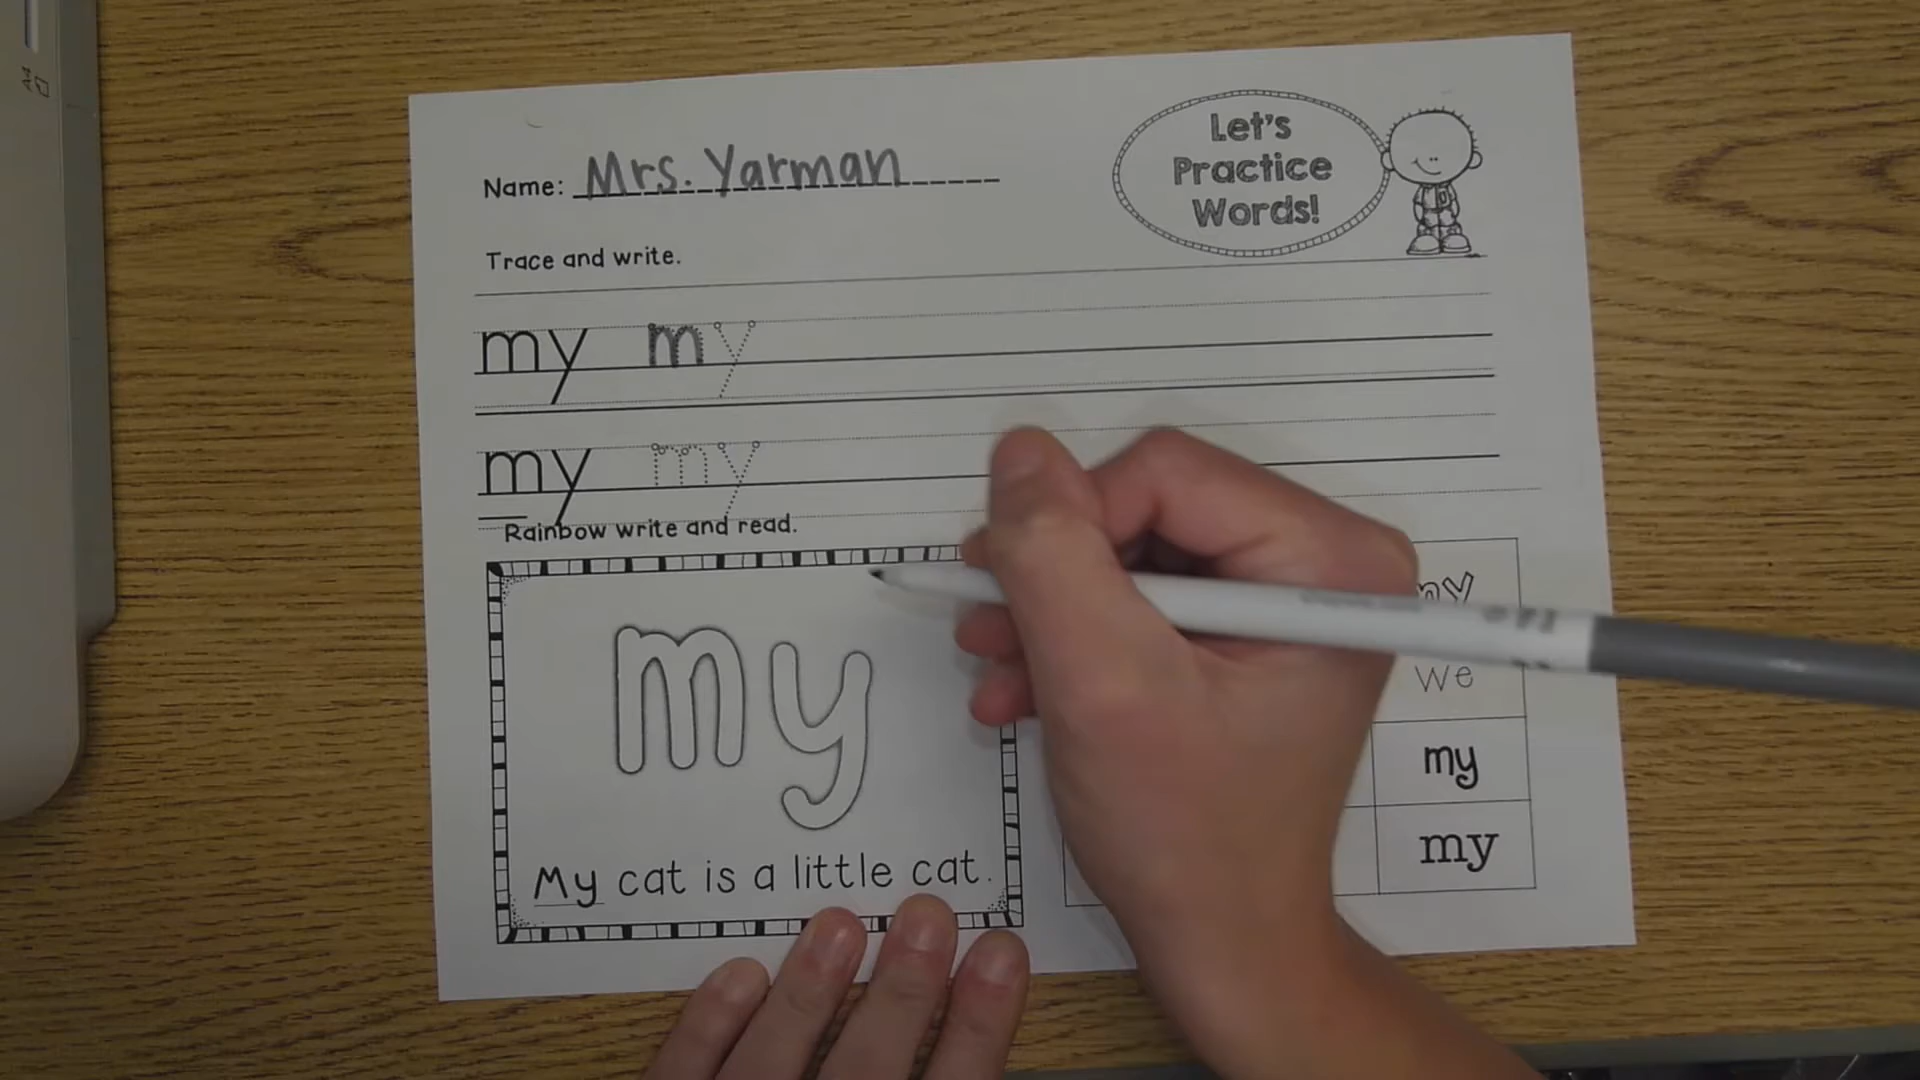 Let's
Practice
Words!
Name: Mrs. Yarman
Trace and write.
my my
my my
Rainbow write and read.
my
My cat is a little cat.
my
we
my
my